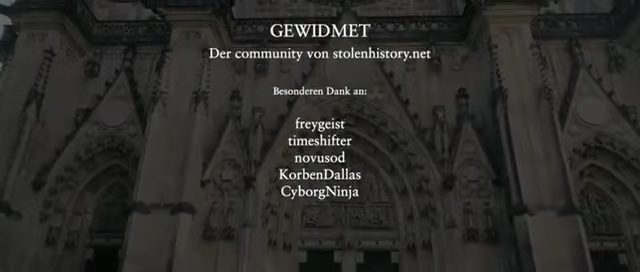 GEWIDMET
Der community von stolenhistory.net
Besonderen Dank an:
freygeist
timeshifter
novusod
KorbenDallas
CyborgNinja